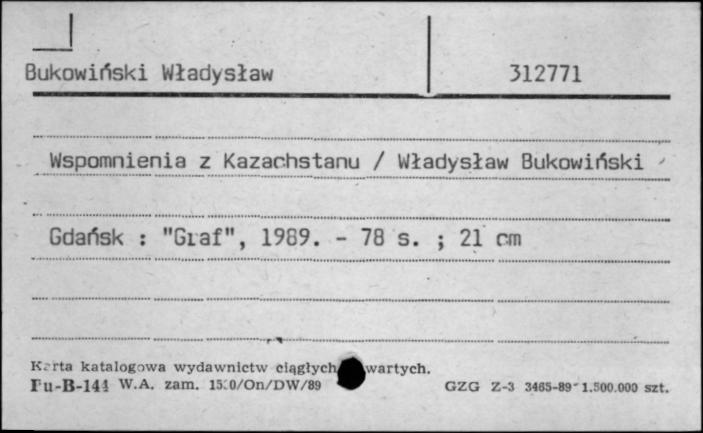 Bukowiński Władysław 312771
Wspomnienia z Kazachstanu / Władysław Bukowiński
Gdańsk : "Graf", 1989. - 78 s. ; 21 cm
Karta katalogowa wydawnictw ciągłych wartych.
Pu-B-144 W.A. zam. /On/DW/89 GZG Z-3 3465-89 1.500.000 szt.